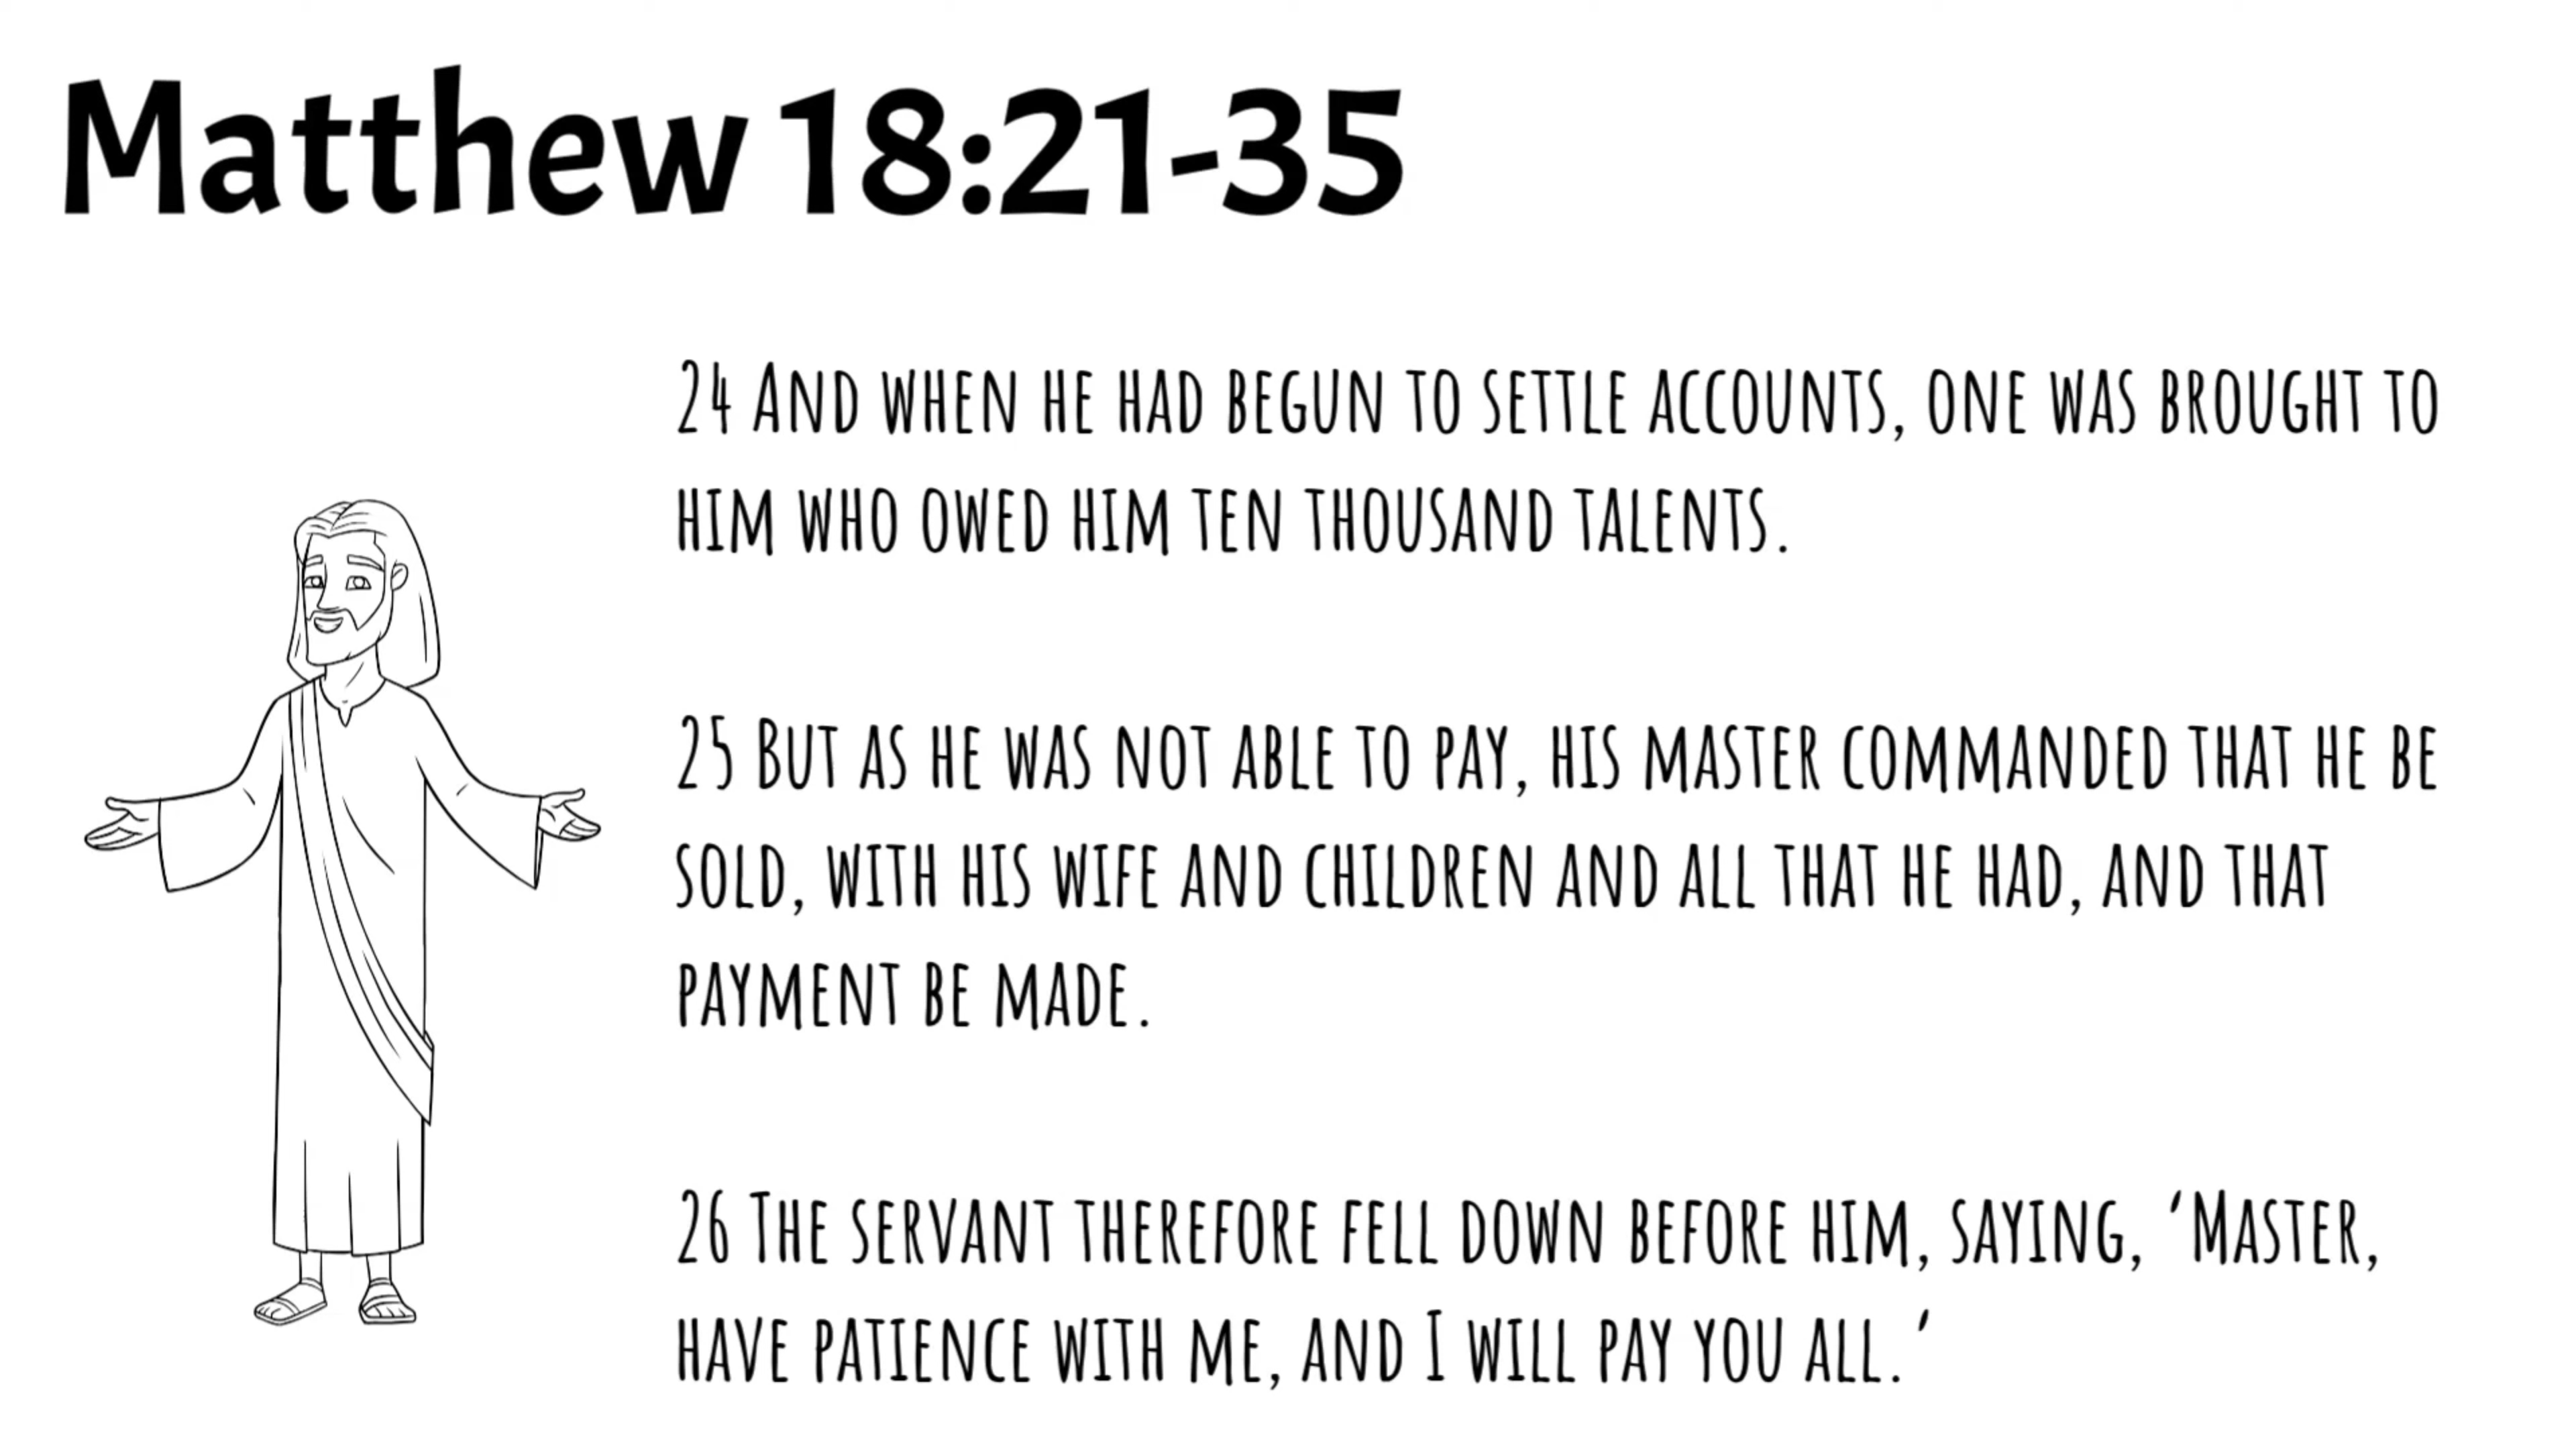 Matthew 18:21-35
24 And when he had begun to settle accounts, one was brought to
him who owed him ten thousand talents.
25 But as he was not able to pay, his master commanded that he be
sold, with his wife and children and all that he had, and that
payment be made.
26 The servant therefore fell down before him, saying, ‘Master,
have patience with me, and I will pay you all.’